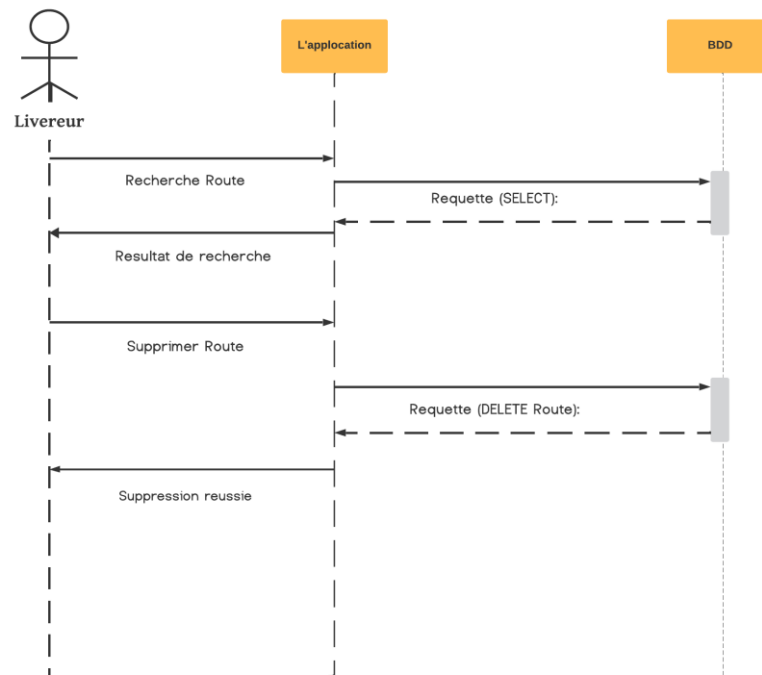 L'applocation
BDD
Livereur
Recherche Route
Requette (SELECT):
Resultat de recherche
Supprimer Route
Requette (DELETE Route):
Suppression reussie